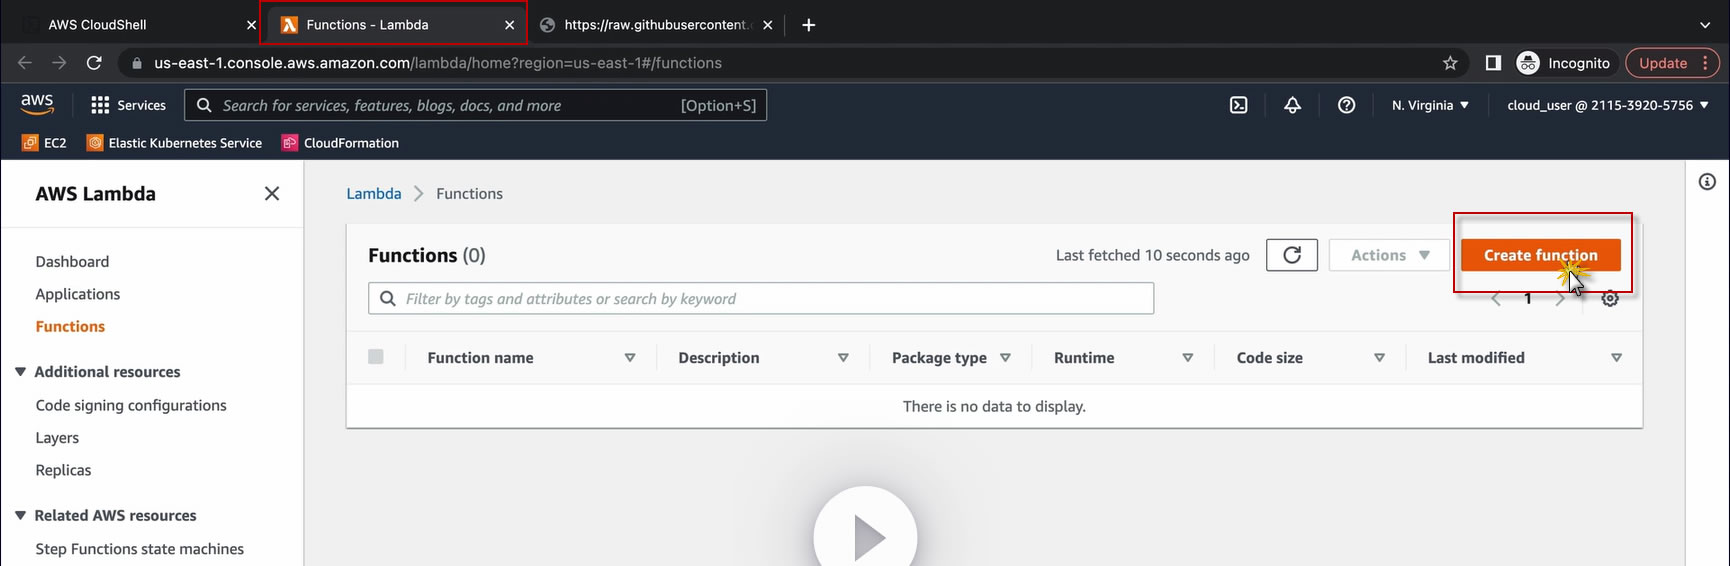 AWS CloudShell
Functions - Lambda
https://raw.githubusercontent.
us-east-1.console.aws.amazon.com/lambda/home?region=us-east-1#/functions
Incognito
Update
aws
Services
Search for services, features, blogs, docs, and more
[Option+S]
N. Virginia
cloud_user @ 2115-3920-5756
EC2
Elastic Kubernetes Service
CloudFormation
AWS Lambda
Dashboard
Applications
Functions
Additional resources
Code signing configurations
Layers
Replicas
Related AWS resources
Step Functions state machines
Lambda
Functions
Functions (0)
Last fetched 10 seconds ago
Actions
Create function
Filter by tags and attributes or search by keyword
1
Function name
Description
Package type
Runtime
Code size
Last modified
There is no data to display.